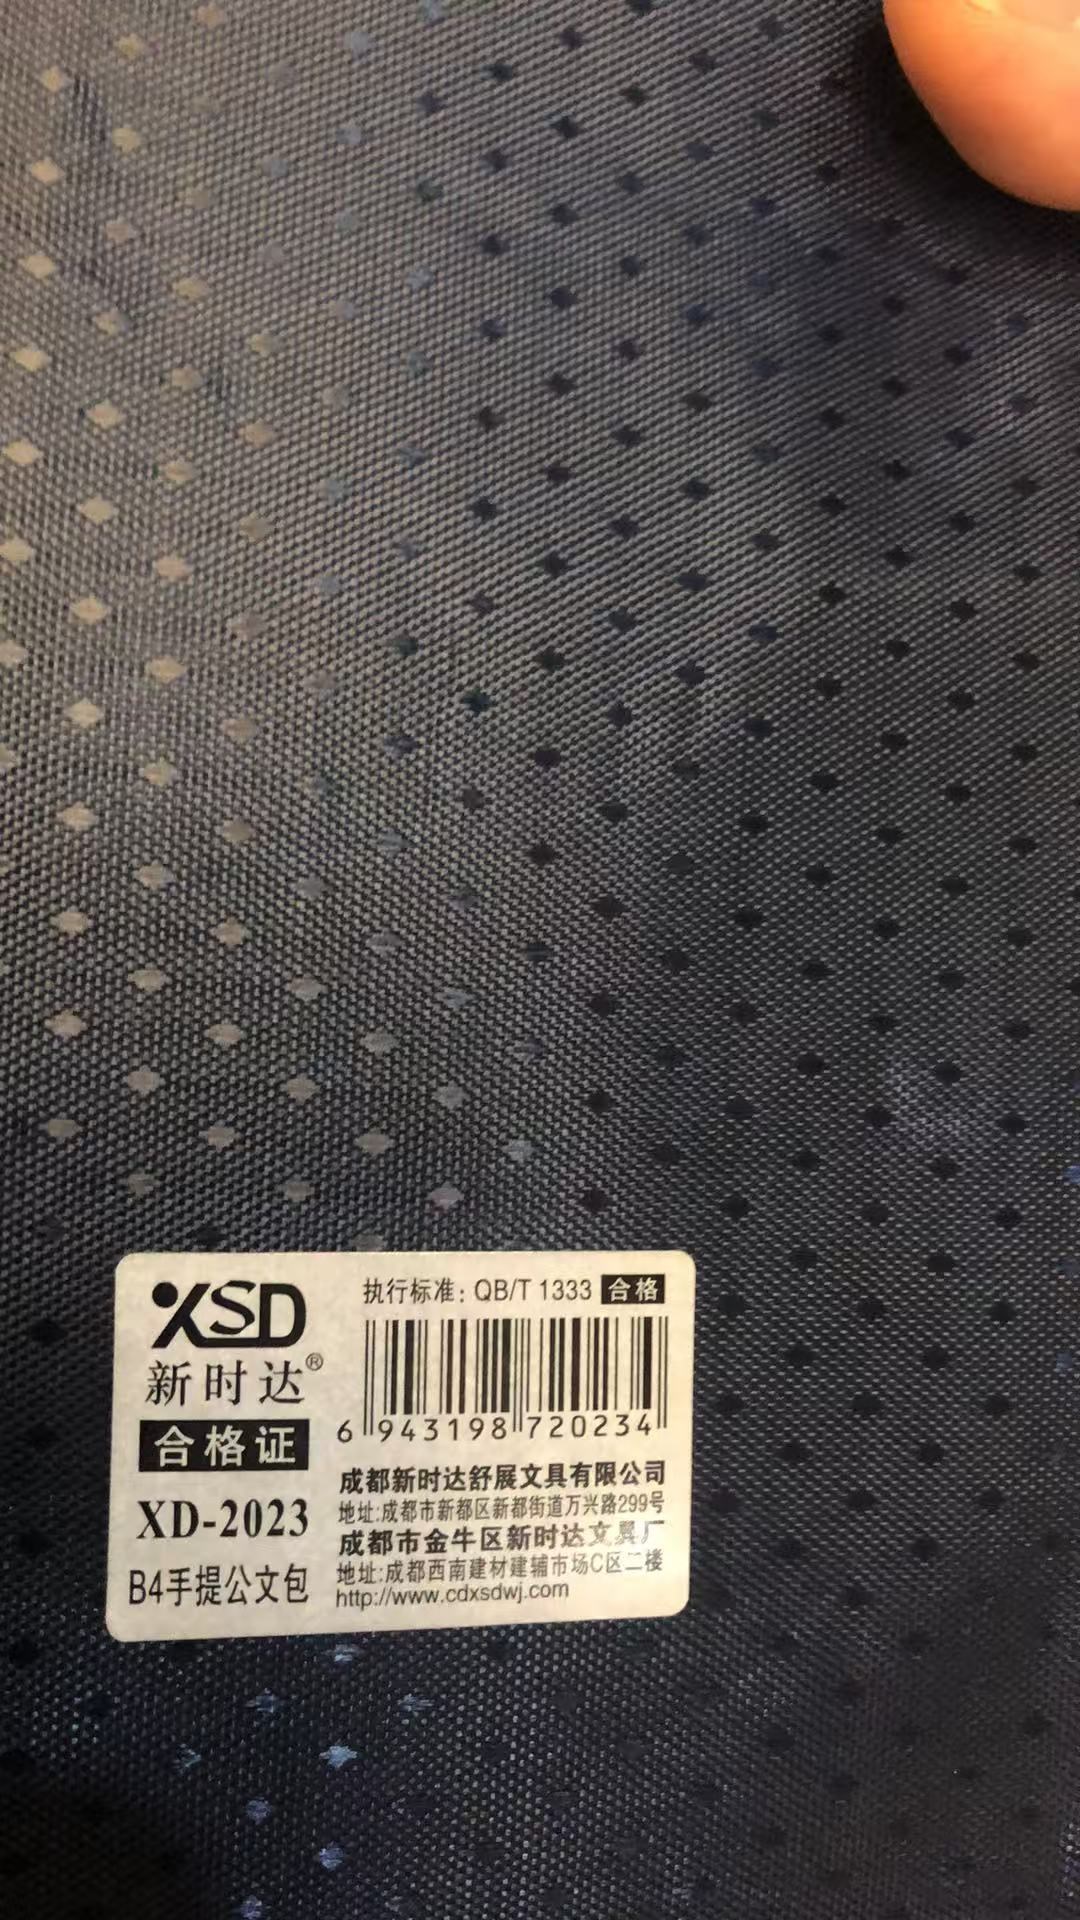 XSD
新时达®
合格证
XD-2023
B4手提公文包
执行标准：QB/T 1333 合格
6 943198 720234
成都新时达舒展文具有限公司
地址:成都市新都区新都街道万兴路299号
成都市金牛区新时达文具厂
地址:成都西南建材建辅市场C区二楼
http://www.cdxsdwj.com